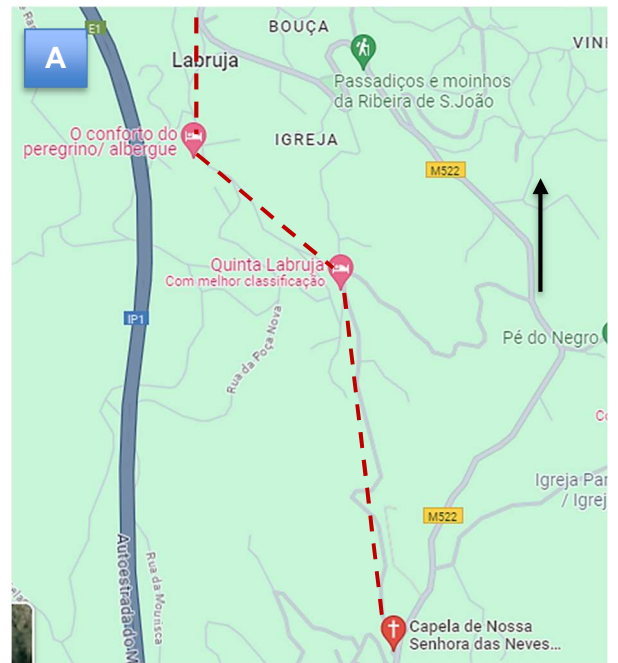 E1
BOUÇA
VINH
A
Labruja
Passadiços e moinhos
da Ribeira de S.João
O conforto do
peregrino/ albergue
IGREJA
M522
Quinta Labruja
Com melhor classificação
IP1
Rua da Poça Nova
Pé do Negro
Igreja Par
/ Igrej
M522
Autoestrada do M
Rua da Mourisca
Capela de Nossa
Senhora das Neves...